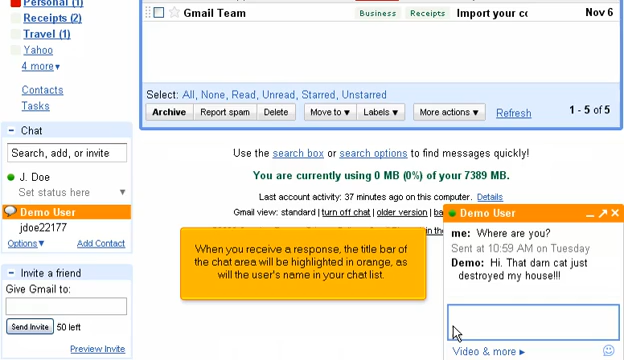 Personal (1)
Receipts (2)
Travel (1)
Yahoo
4 more▼
Contacts
Tasks
Chat
Search, add, or invite
J. Doe
Set status here
Demo User
jdoe22177
Options▼ Add Contact
Invite a friend
Give Gmail to:
Send Invite 50 left
Preview Invite
Gmail Team Business Receipts Import your Nov 6
Select: All, None, Read, Unread, Starred, Unstarred
Archive Report spam Delete Move to ▼ Labels ▼ More actions ▼ Refresh 1 - 5 of 5
Use the search box or search options to find messages quickly!
You are currently using 0 MB (0%) of your 7389 MB.
Last account activity: 37 minutes ago on this computer. Details
Gmail view: standard | turn off chat | older version |
When you receive a response, the title bar of
the chat area will be highlighted in orange, as
will the user's name in your chat list.
Demo User
me: Where are you?
Sent at 10:59 AM on Tuesday
Demo: Hi. That darn cat just
destroyed my house!!!
Video & more ▶